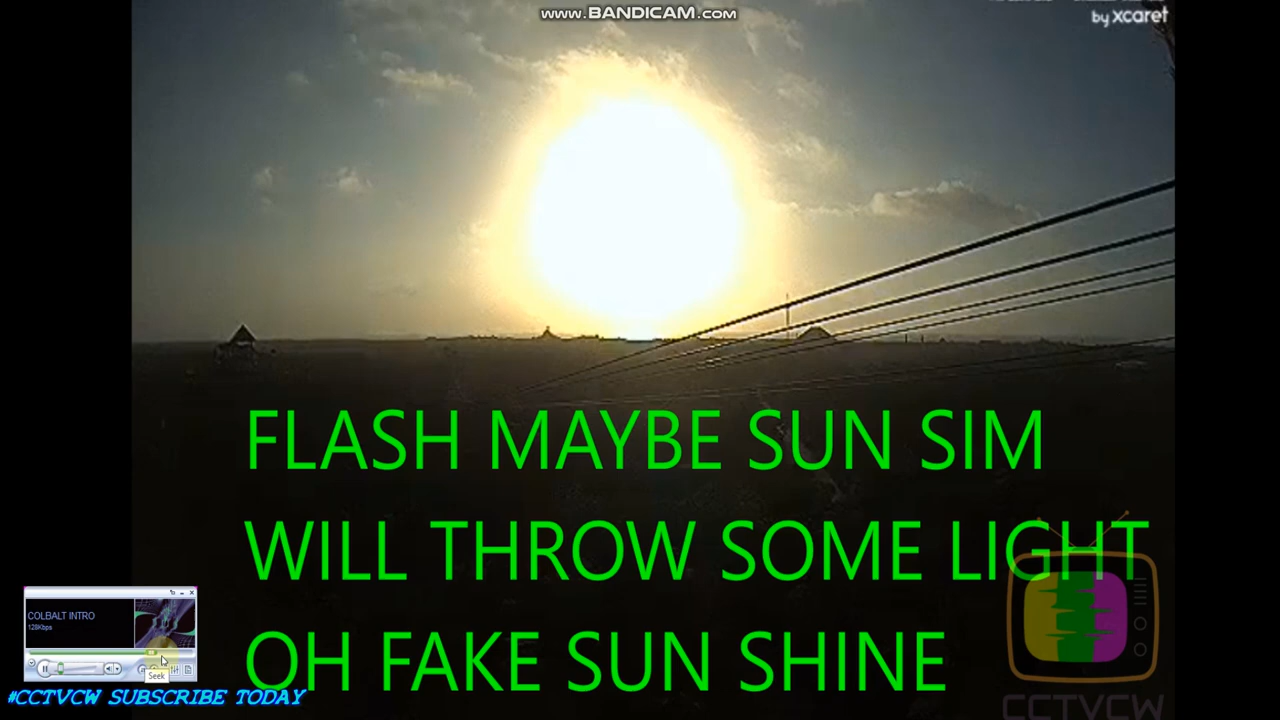 www.BANDICAM.com
by xcaret
FLASH MAYBE SUN SIM
WILL THROW SOME LIGHT
OH FAKE SUN SHINE
COLBALT INTRO
128Kbps
Seek
#CCTVCW SUBSCRIBE TODAY
CCTVCW